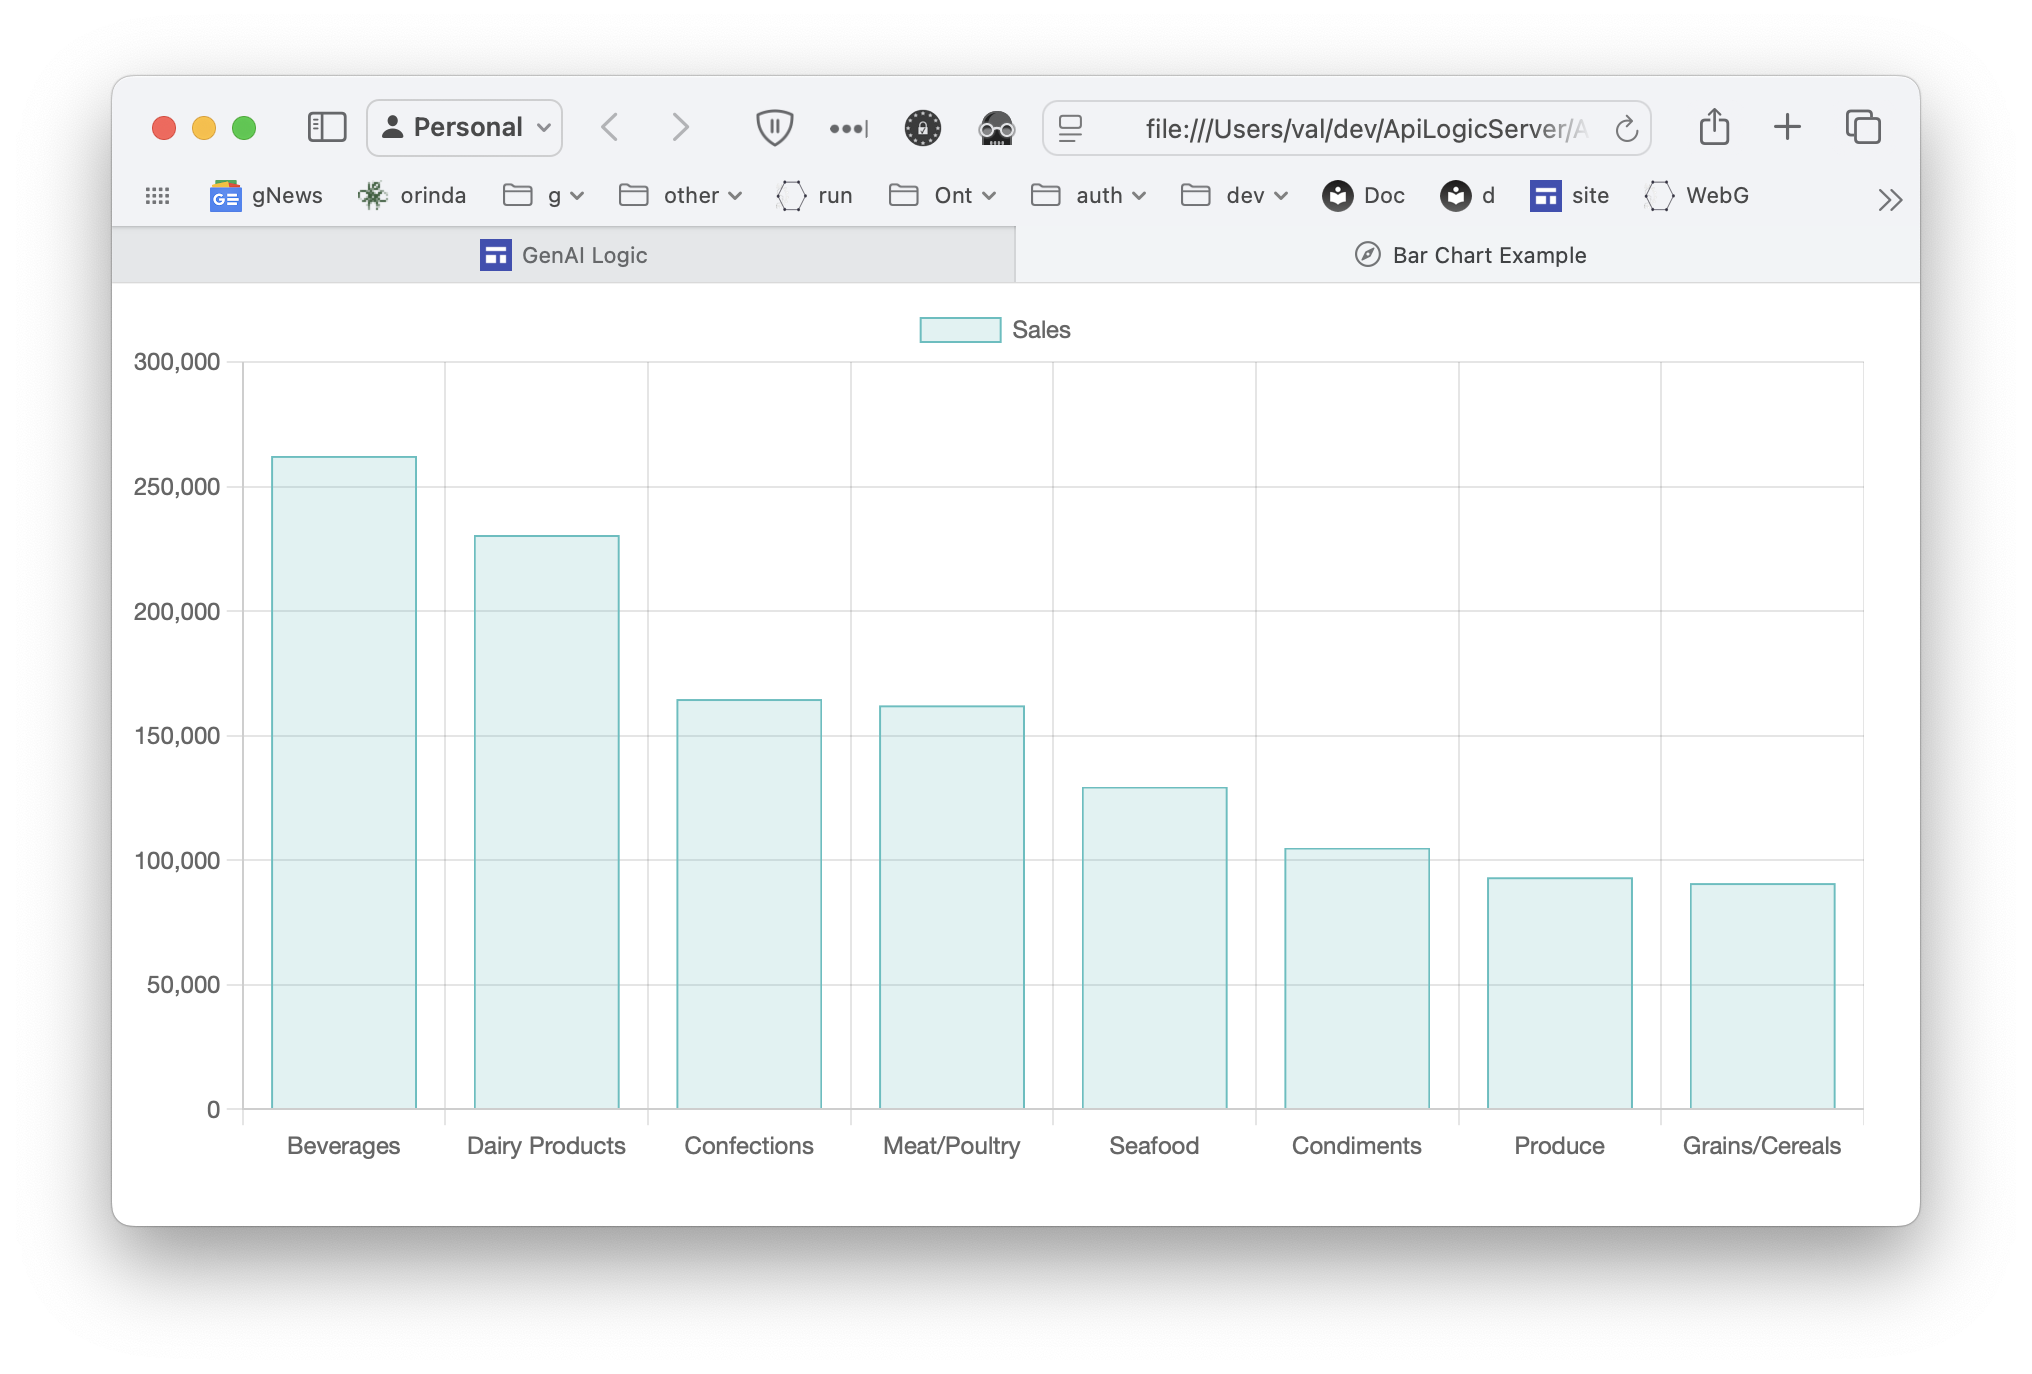 Personal
file:///Users/val/dev/ApiLogicServer/A
gNews orinda g other run Ont auth dev Doc d site WebG
GenAI Logic Bar Chart Example
Sales
300,000
250,000
200,000
150,000
100,000
50,000
0
Beverages Dairy Products Confections Meat/Poultry Seafood Condiments Produce Grains/Cereals